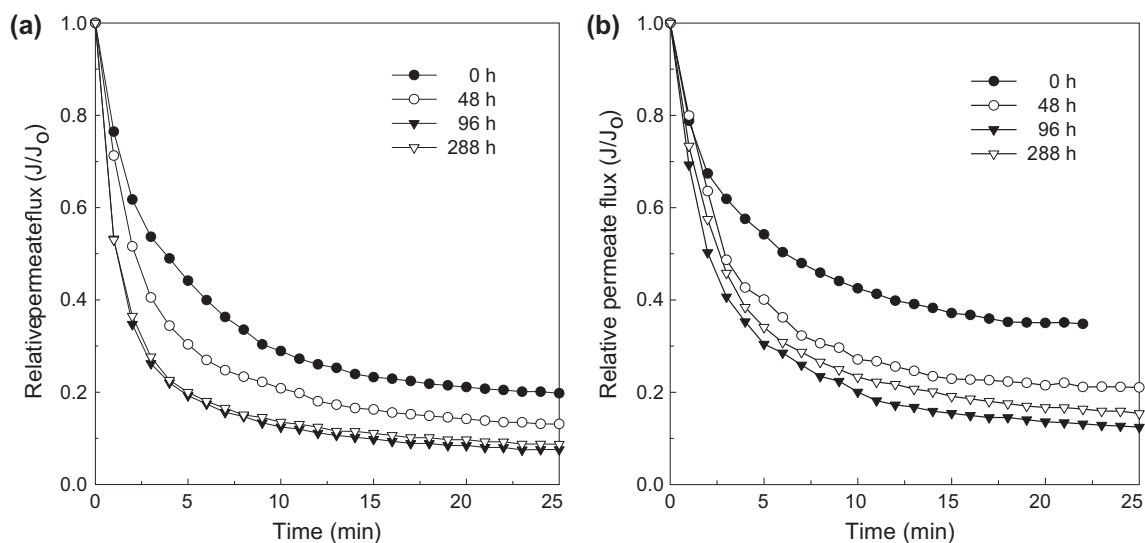 (a)
1.0
0.8
0.6
0.4
0.2
0.0
Relativepermeateflux (J/JO)
0 h
48 h
96 h
288 h
0 5 10 15 20 25
Time (min)
(b)
1.0
0.8
0.6
0.4
0.2
0.0
Relative permeate flux (J/JO)
0 h
48 h
96 h
288 h
0 5 10 15 20 25
Time (min)